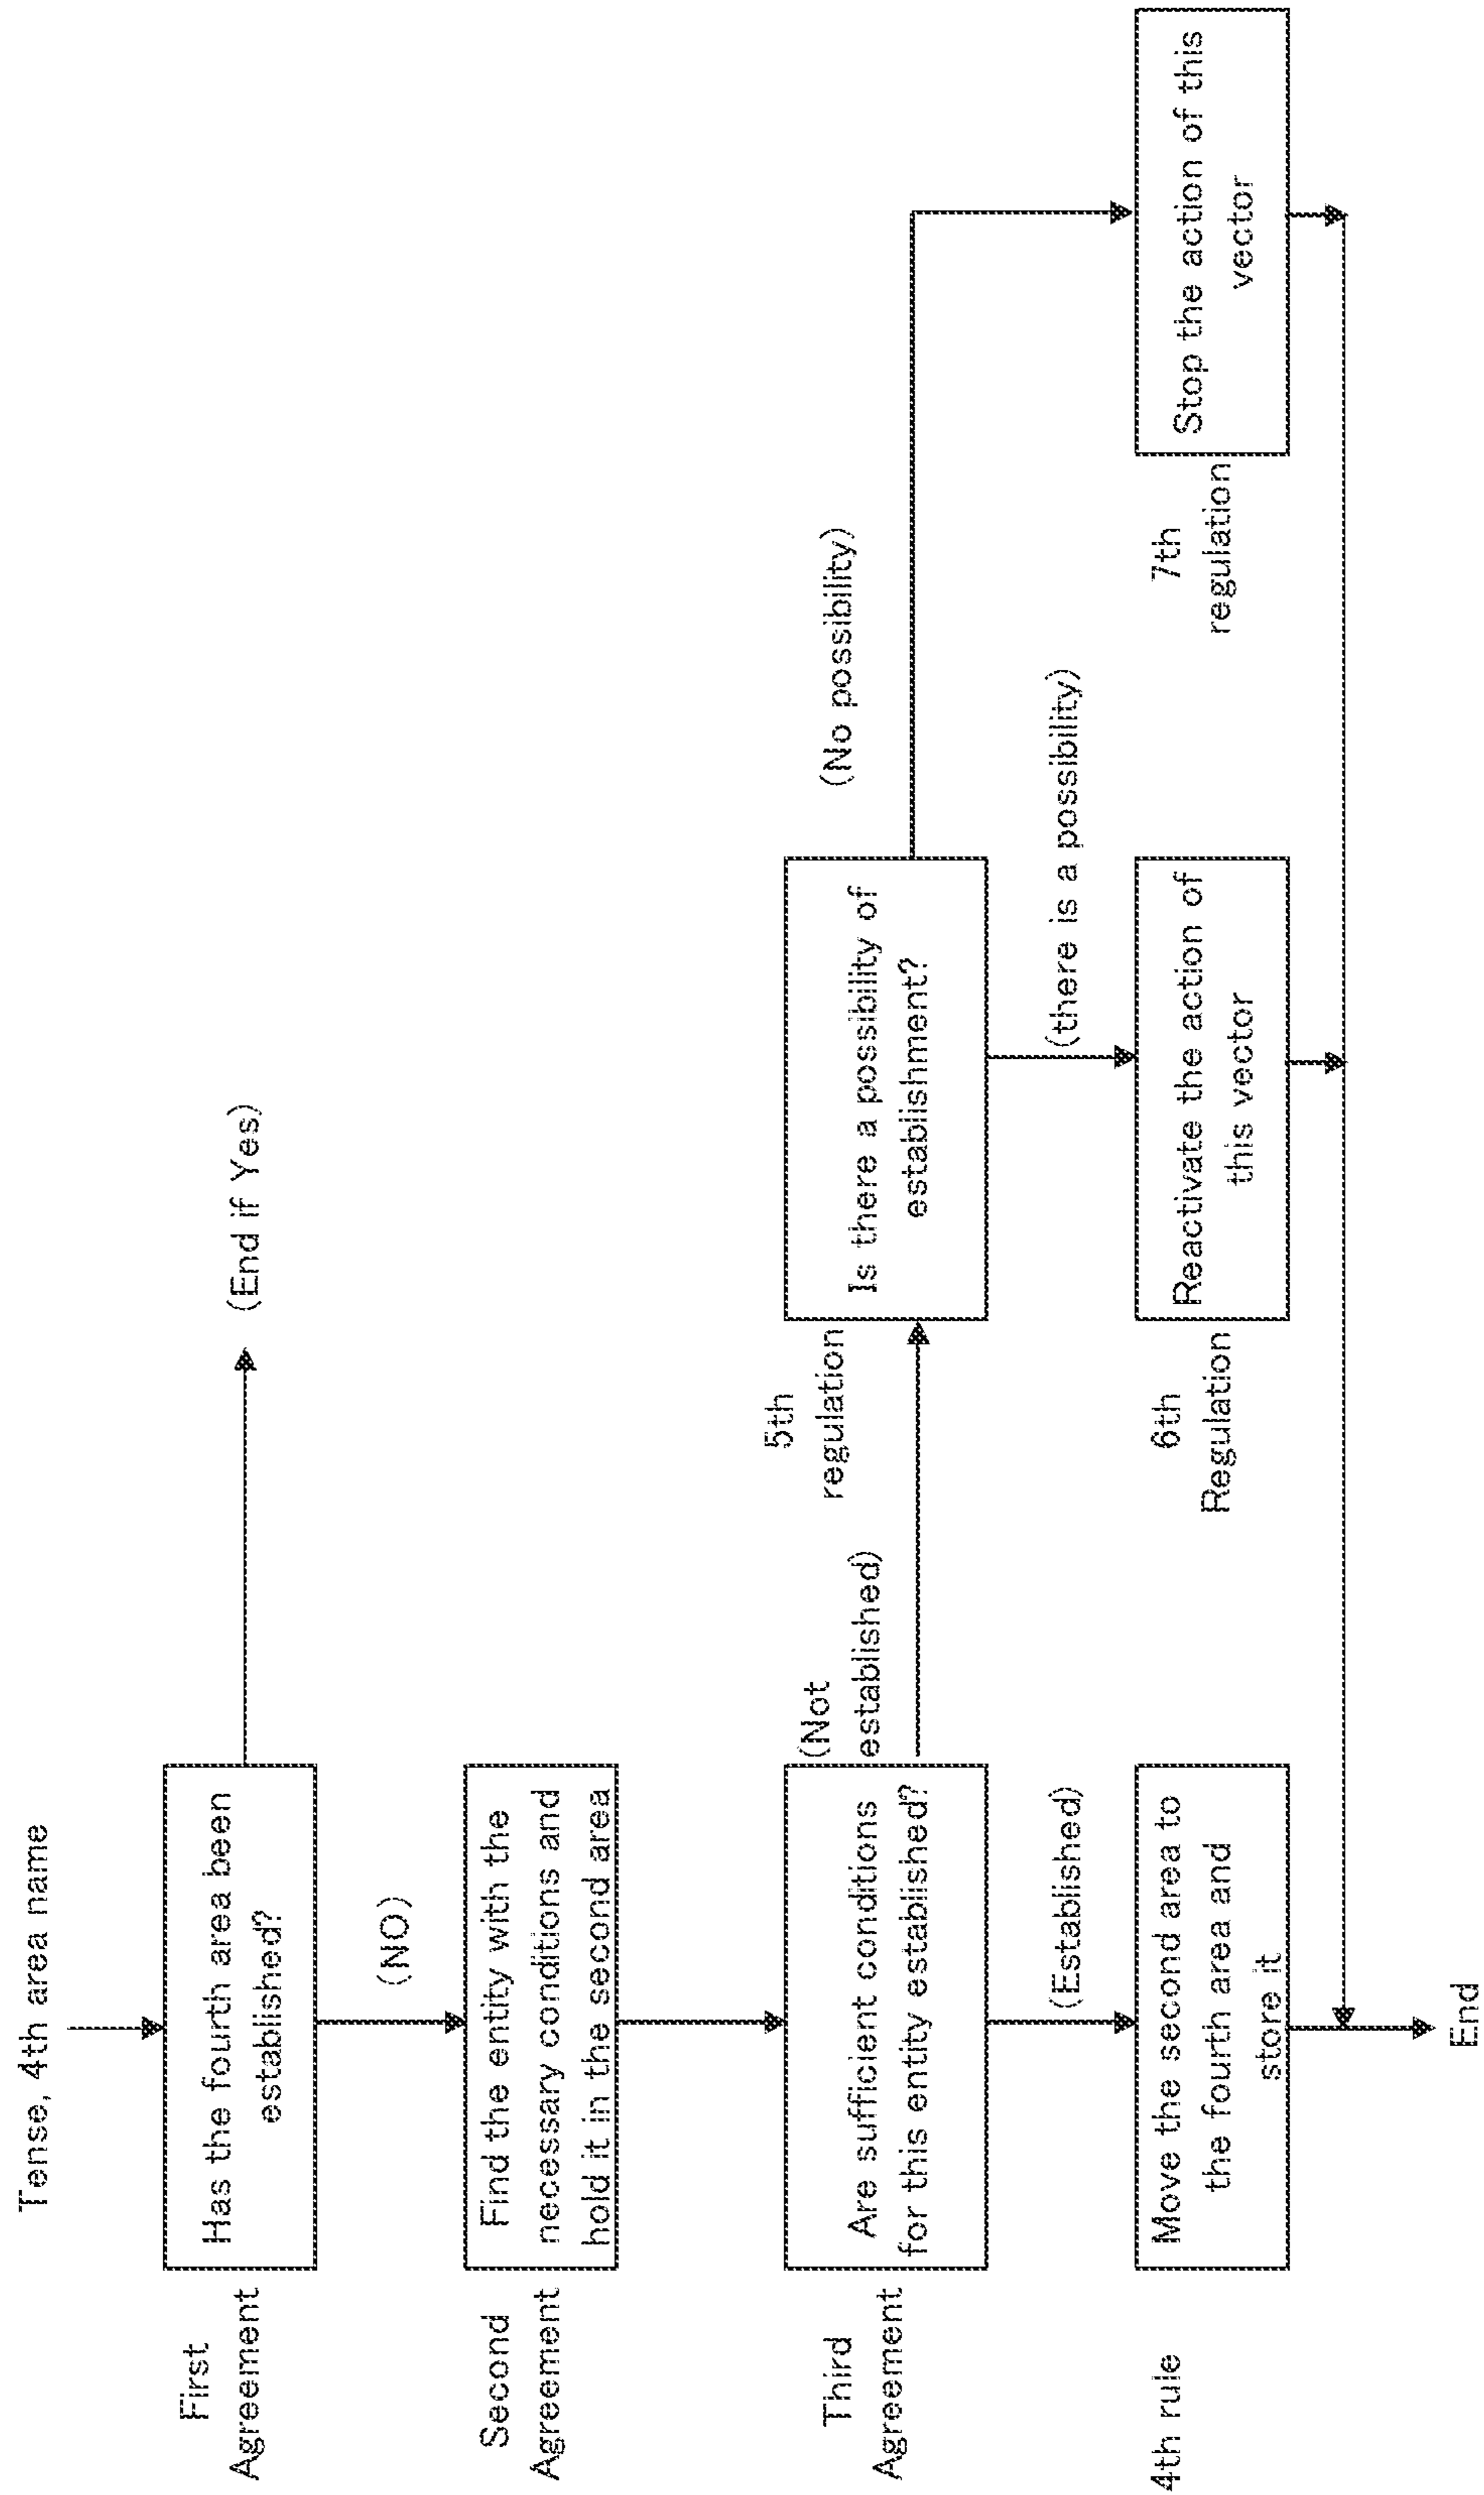 Tense, 4th area name
First
Agreement
Has the fourth area been
established?
(End if Yes)
(NO)
Second
Agreement
Find the entity with the
necessary conditions and
hold it in the second area
Third
Agreement
Are sufficient conditions
for this entity established?
(Not
established)
5th
regulation
Is there a possibility of
establishment?
(No possibility)
(Established)
(there is a possibility)
4th rule
Move the second area to
the fourth area and
store it
6th
Regulation
Reactivate the action of
this vector
7th
regulation
Stop the action of this
vector
End